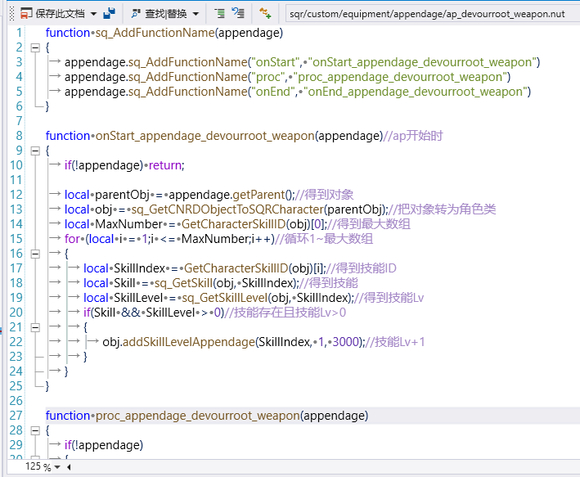 保存此文档 查找|替换 sqr/custom/equipment/appendage/ap_devourroot_weapon.nut
1 function sq_AddFunctionName(appendage)
2 {
3 appendage.sq_AddFunctionName("onStart", "onStart_appendage_devourroot_weapon")
4 appendage.sq_AddFunctionName("proc", "proc_appendage_devourroot_weapon")
5 appendage.sq_AddFunctionName("onEnd", "onEnd_appendage_devourroot_weapon")
6 }
7
8 function onStart_appendage_devourroot_weapon(appendage)//ap开始时
9 {
10 if(!appendage) return;
11
12 local parentObj = appendage.getParent();//得到对象
13 local obj = sq_GetCNRDObjectToSQRCharacter(parentObj);//把对象转为角色类
14 local MaxNumber = GetCharacterSkillID(obj)[0];//得到最大数组
15 for (local i = 1;i <= MaxNumber;i++)//循环1~最大数组
16 {
17 local SkillIndex = GetCharacterSkillID(obj)[i];//得到技能ID
18 local Skill = sq_GetSkill(obj, SkillIndex);//得到技能
19 local SkillLevel = sq_GetSkillLevel(obj, SkillIndex);//得到技能Lv
20 if(Skill && SkillLevel > 0)//技能存在且技能Lv>0
21 {
22 obj.addSkillLevelAppendage(SkillIndex, 1, 3000);//技能Lv+1
23 }
24 }
25 }
26
27 function proc_appendage_devourroot_weapon(appendage)
28 {
29 if(!appendage)
30 {
125 %